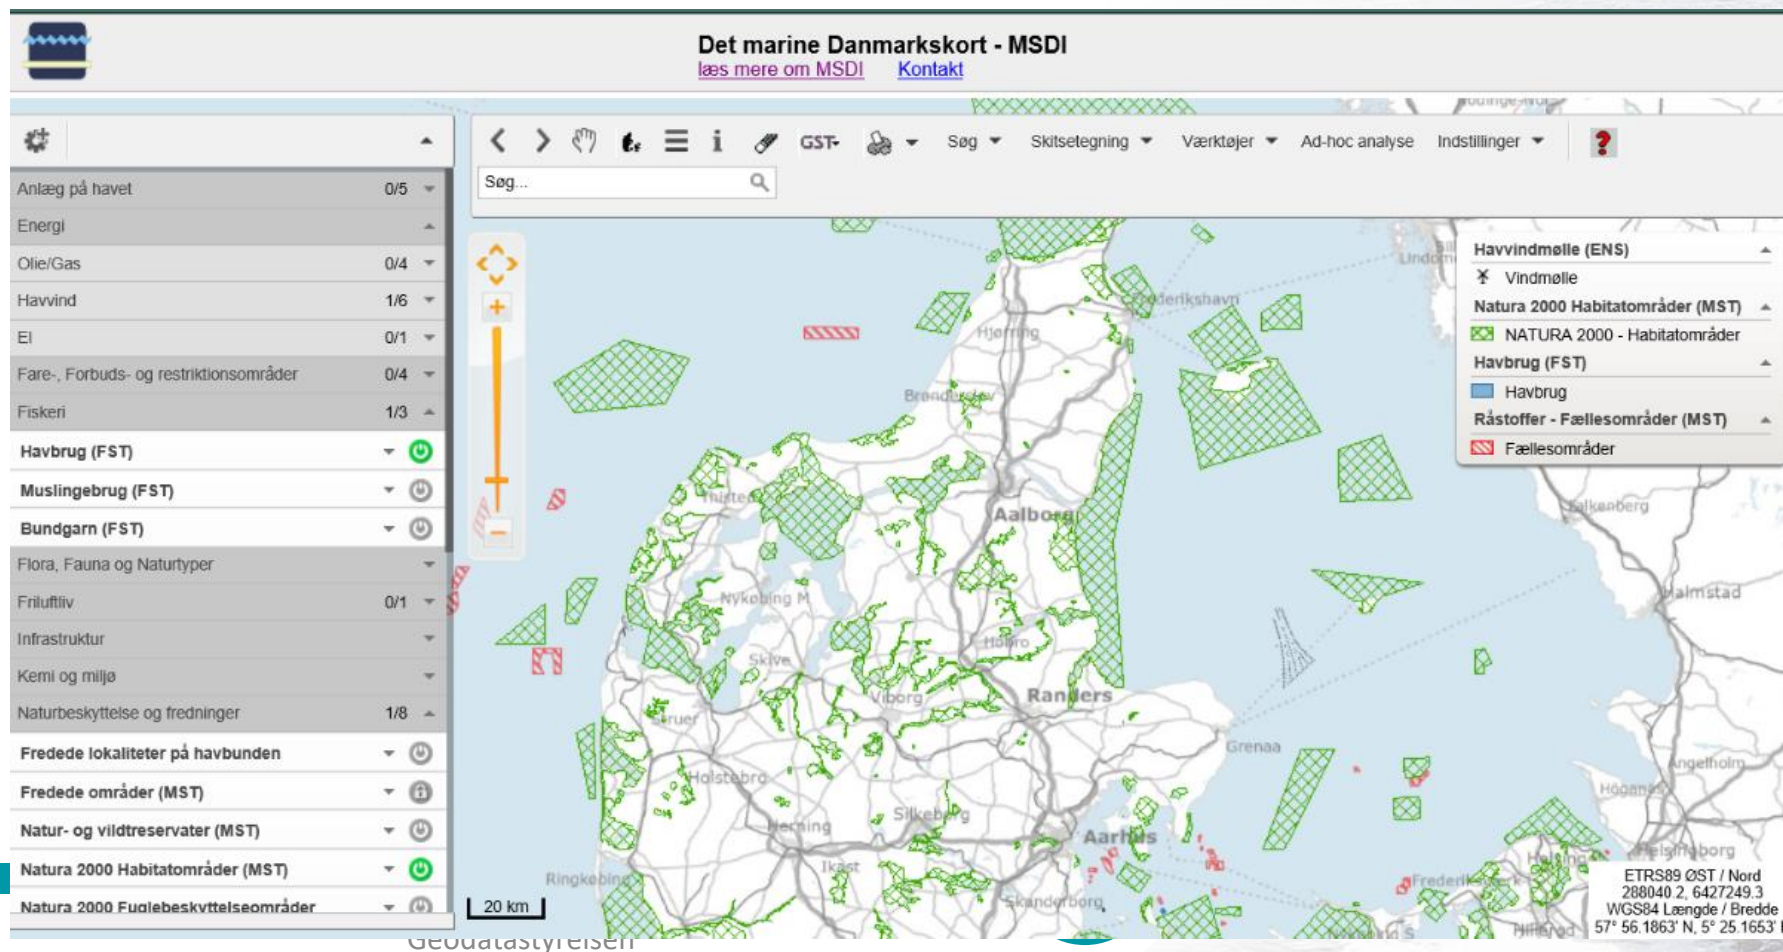 Det marine Danmarkskort - MSDI
læs mere om MSDI Kontakt
GST Søg Skitsetegning Værktøjer Ad-hoc analyse Indstillinger ?
Søg...
Anlæg på havet 0/5
Energi
Olie/Gas 0/4
Havvind 1/6
El 0/1
Fare-, Forbuds- og restriktionsområder 0/4
Fiskeri 1/3
Havbrug (FST)
Muslingebrug (FST)
Bundgarn (FST)
Flora, Fauna og Naturtyper
Friluftliv 0/1
Infrastruktur
Kemi og miljø
Naturbeskyttelse og fredninger 1/8
Fredede lokaliteter på havbunden
Fredede områder (MST)
Natur- og vildtreservater (MST)
Natura 2000 Habitatområder (MST)
Natura 2000 Fuglebeskyttelseområder
Havvindmølle (ENS)
Vindmølle
Natura 2000 Habitatområder (MST)
NATURA 2000 - Habitatområder
Havbrug (FST)
Havbrug
Råstoffer - Fællesområder (MST)
Fællesområder
Frederikshavn
Hjørring
Brønderslev
Thisted
Aalborg
Falkenberg
Nykøbing M
Halmstad
Hobro
Skive
Randers
Viborg
Struer
Grenaa
Holstebro
Ängelholm
Höganäs
Silkeborg
Herning
Aarhus
Helsingborg
Ikast
Ringkøbing
Skanderborg
20 km
ETRS89 ØST / Nord
288040.2, 6427249.3
WGS84 Længde / Bredde
57° 56.1863' N, 5° 25.1653'
Geodatastyrelsen